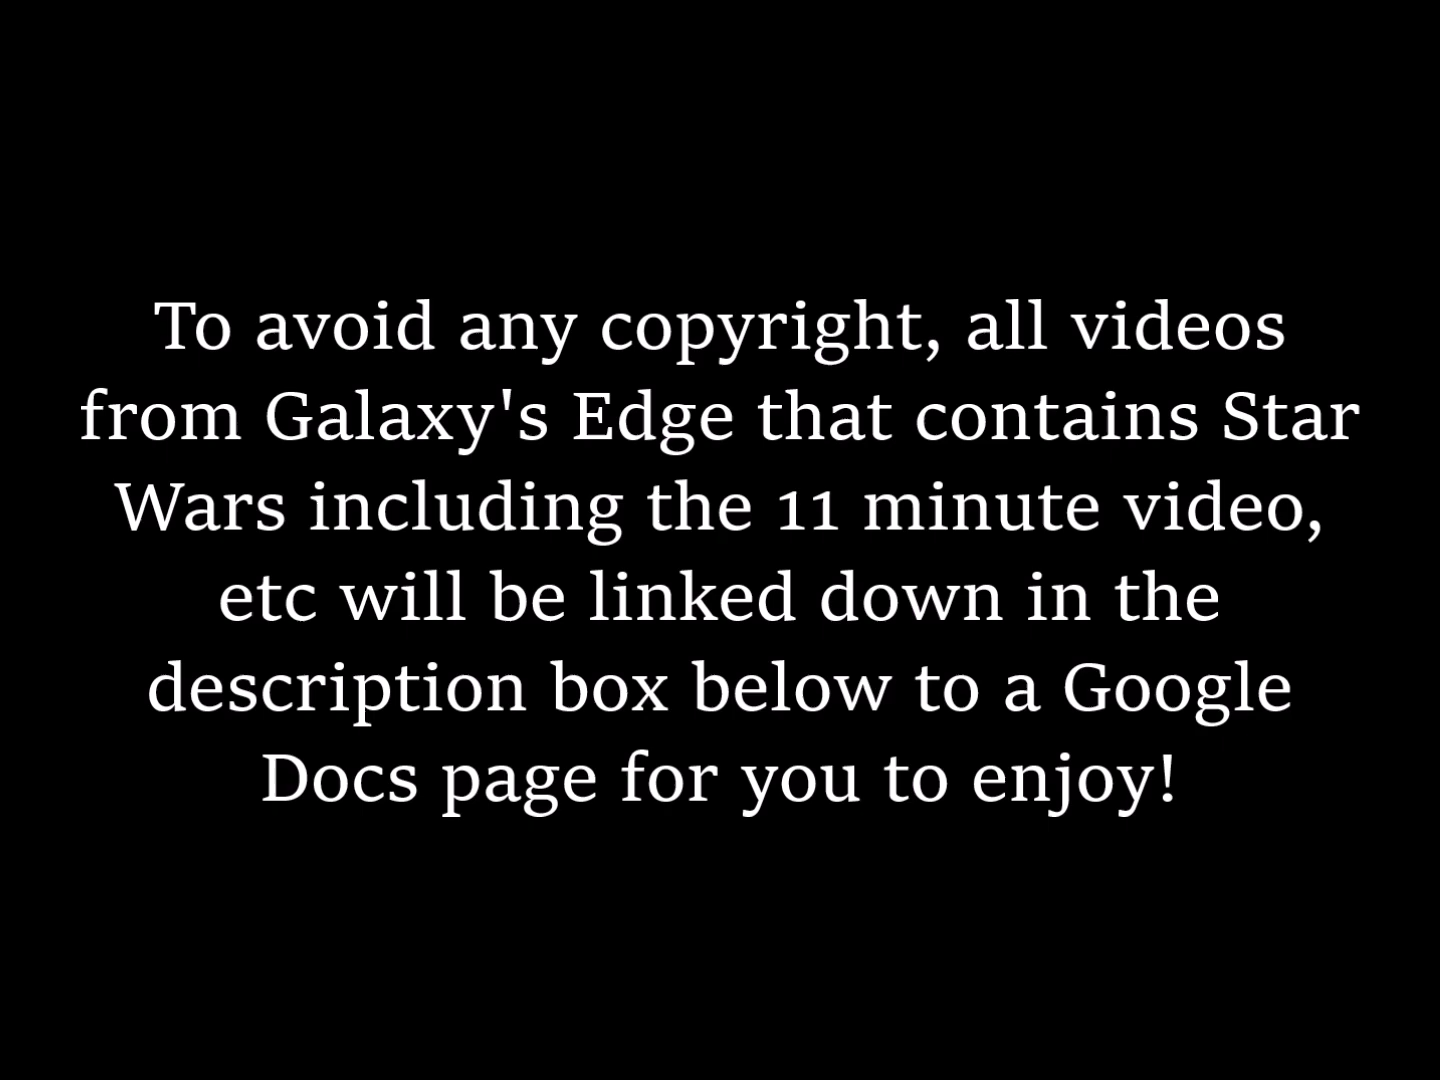 To avoid any copyright, all videos
from Galaxy's Edge that contains Star
Wars including the 11 minute video,
etc will be linked down in the
description box below to a Google
Docs page for you to enjoy!